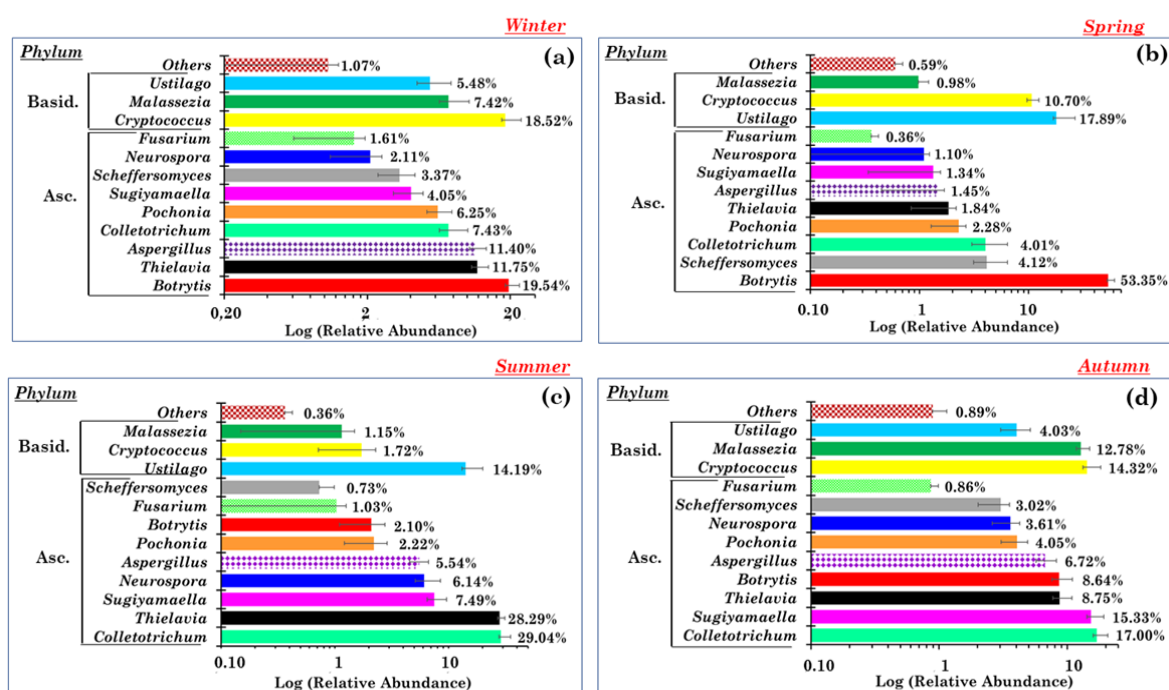 Winter
(a)
Phylum
Others 1.07%
Basid.
Ustilago 5.48%
Malassezia 7.42%
Cryptococcus 18.52%
Asc.
Fusarium 1.61%
Neurospora 2.11%
Scheffersomyces 3.37%
Sugiyamaella 4.05%
Pochonia 6.25%
Colletotrichum 7.43%
Aspergillus 11.40%
Thielavia 11.75%
Botrytis 19.54%
0.20 2 20
Log (Relative Abundance)
Spring
(b)
Phylum
Others 0.59%
Basid.
Malassezia 0.98%
Cryptococcus 10.70%
Ustilago 17.89%
Asc.
Fusarium 0.36%
Neurospora 1.10%
Sugiyamaella 1.34%
Aspergillus 1.45%
Thielavia 1.84%
Pochonia 2.28%
Colletotrichum 4.01%
Scheffersomyces 4.12%
Botrytis 53.35%
0.10 1 10
Log (Relative Abundance)
Summer
(c)
Phylum
Others 0.36%
Basid.
Malassezia 1.15%
Cryptococcus 1.72%
Ustilago 14.19%
Asc.
Scheffersomyces 0.73%
Fusarium 1.03%
Botrytis 2.10%
Pochonia 2.22%
Aspergillus 5.54%
Neurospora 6.14%
Sugiyamaella 7.49%
Thielavia 28.29%
Colletotrichum 29.04%
0.10 1 10
Log (Relative Abundance)
Autumn
(d)
Phylum
Others 0.89%
Basid.
Ustilago 4.03%
Malassezia 12.78%
Cryptococcus 14.32%
Asc.
Fusarium 0.86%
Scheffersomyces 3.02%
Neurospora 3.61%
Pochonia 4.05%
Aspergillus 6.72%
Botrytis 8.64%
Thielavia 8.75%
Sugiyamaella 15.33%
Colletotrichum 17.00%
0.10 1 10
Log (Relative Abundance)